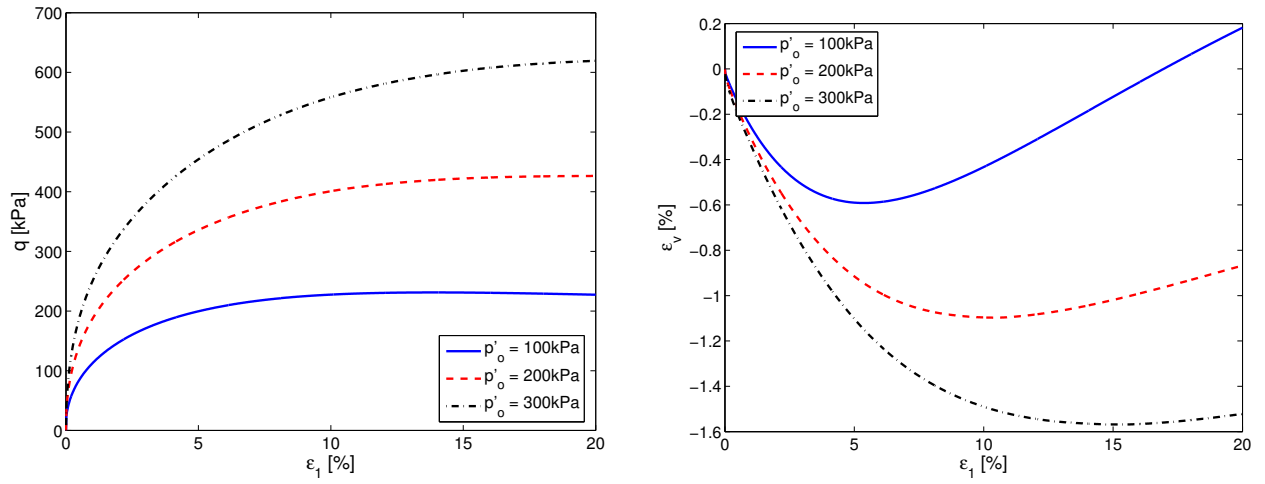 700
600
500
400
300
200
100
0
q [kPa]
p'o = 100kPa
p'o = 200kPa
p'o = 300kPa
0 5 10 15 20
ε1 [%]
0.2
0
−0.2
−0.4
−0.6
−0.8
−1
−1.2
−1.4
−1.6
εv [%]
p'o = 100kPa
p'o = 200kPa
p'o = 300kPa
0 5 10 15 20
ε1 [%]